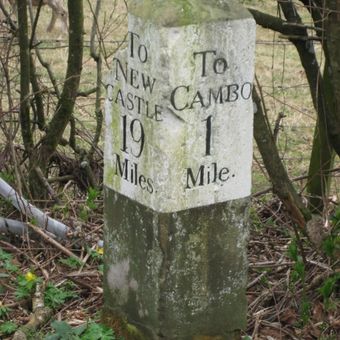 To
NEW
CASTLE
19
Miles.
To
CAMBO
1
Mile.